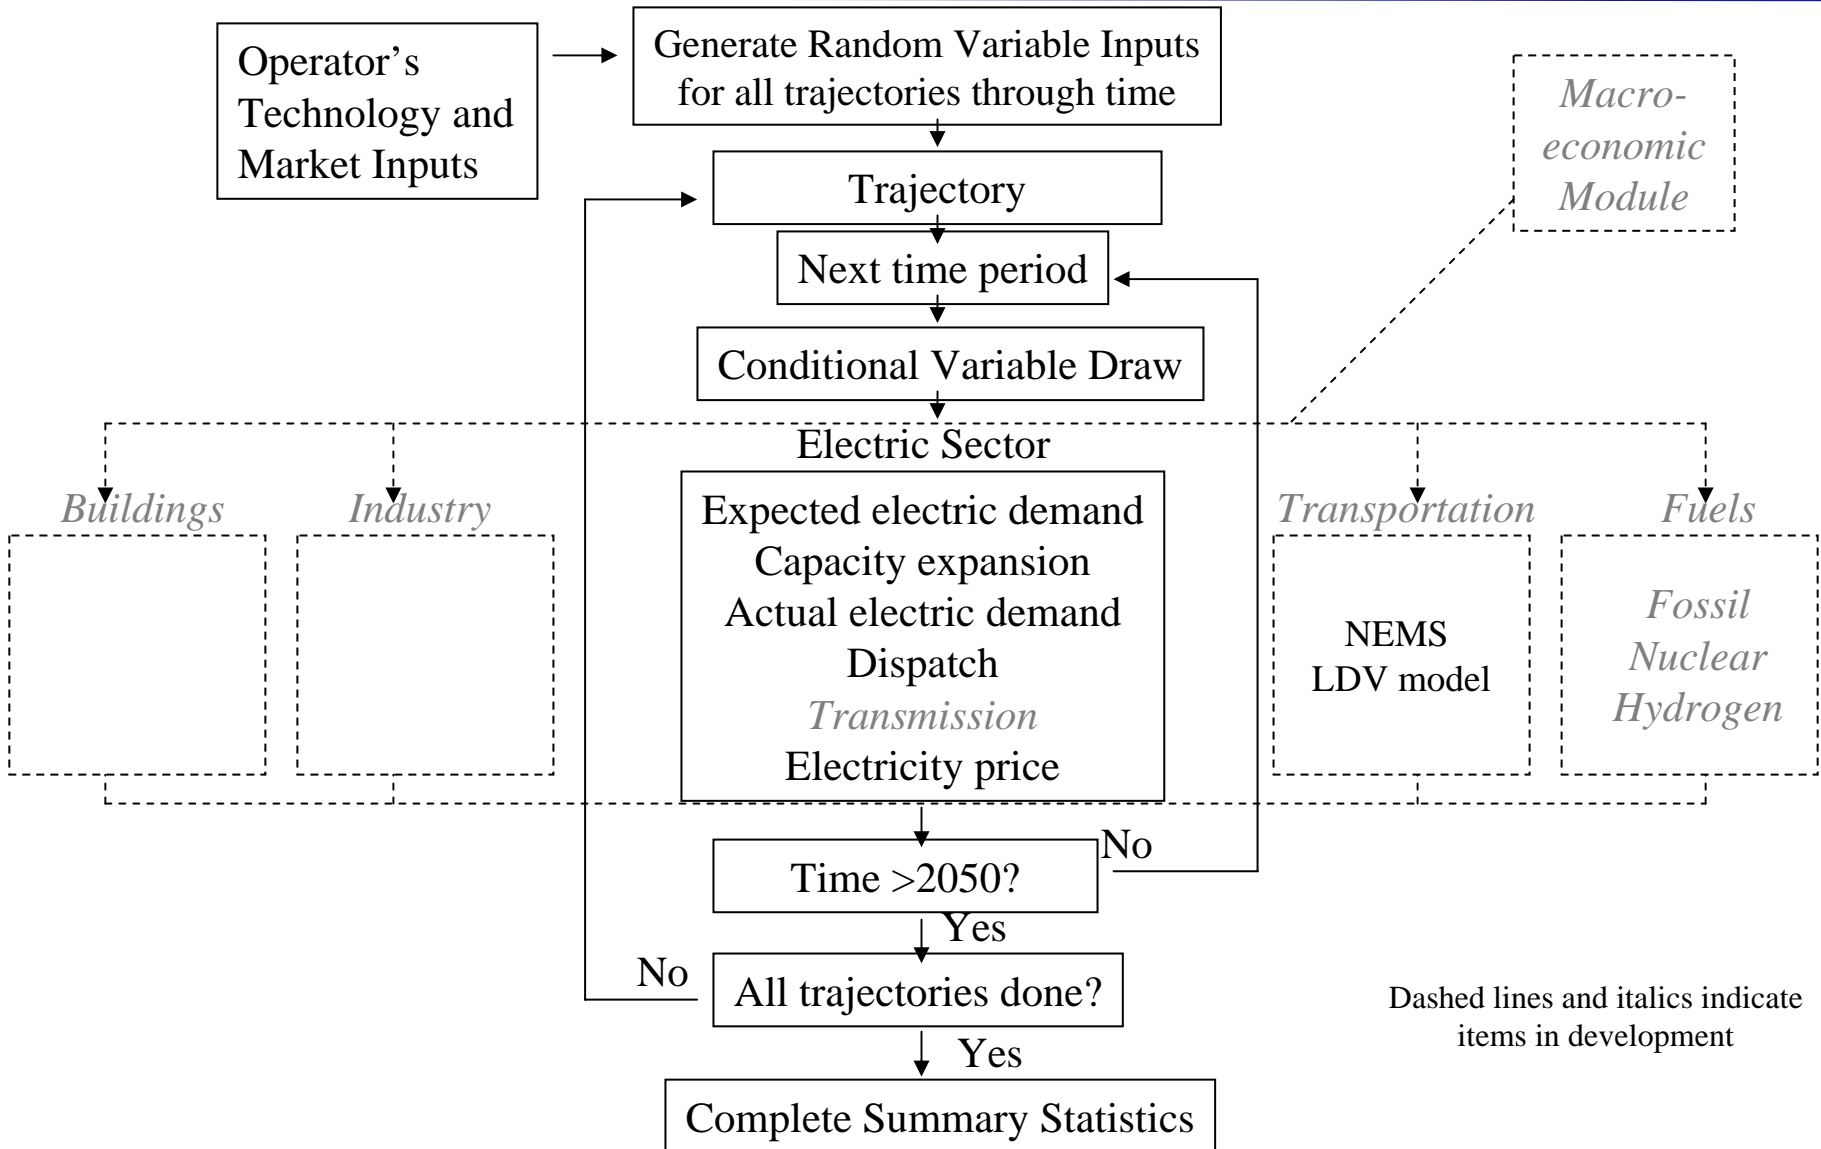 Operator's
Technology and
Market Inputs
Generate Random Variable Inputs
for all trajectories through time
Macro-
economic
Module
Trajectory
Next time period
Conditional Variable Draw
Electric Sector
Buildings
Industry
Expected electric demand
Capacity expansion
Actual electric demand
Dispatch
Transmission
Electricity price
Transportation
NEMS
LDV model
Fuels
Fossil
Nuclear
Hydrogen
Time >2050?
No
Yes
No
All trajectories done?
Yes
Complete Summary Statistics
Dashed lines and italics indicate
items in development